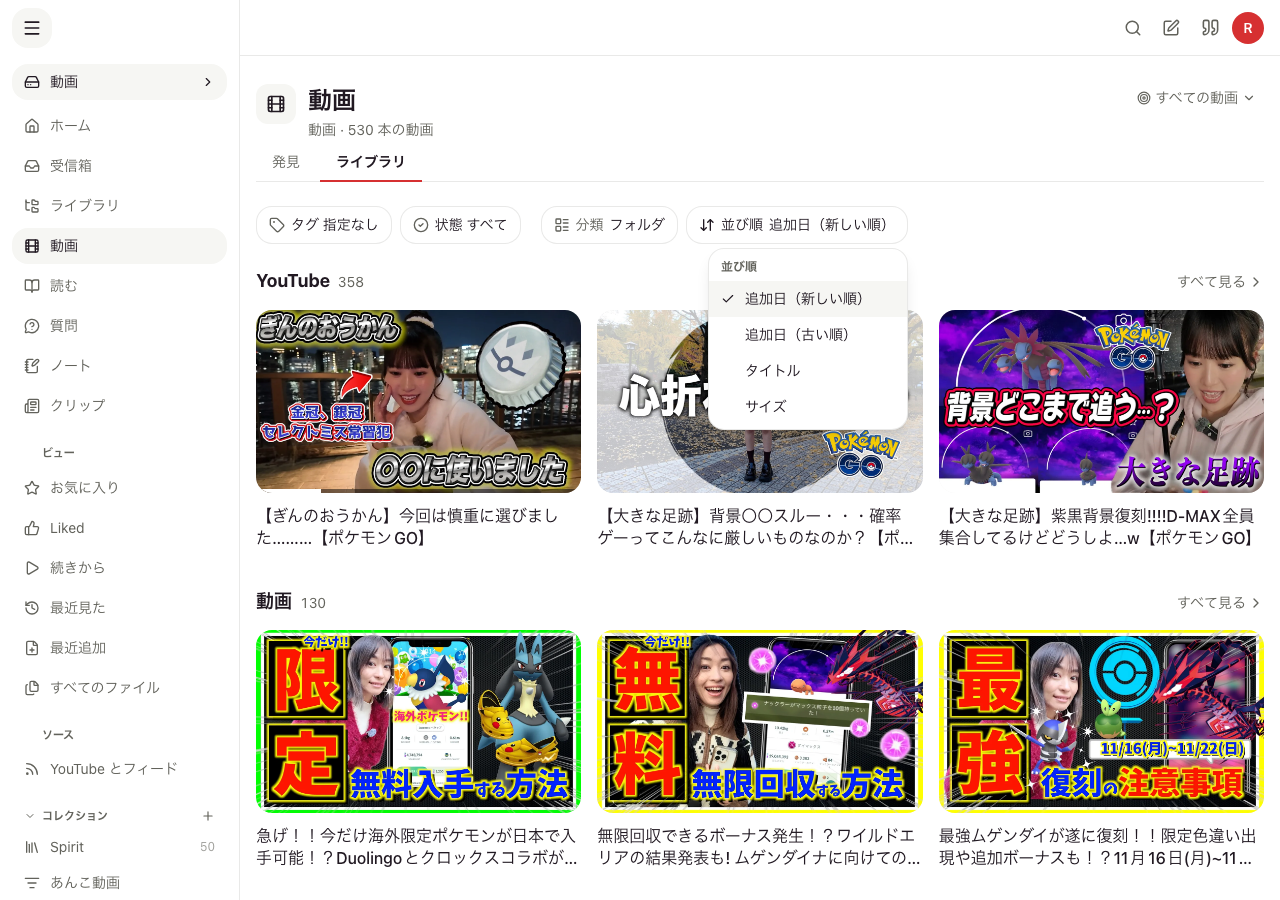 R
動画
ホーム
受信箱
ライブラリ
動画
読む
質問
ノート
クリップ
ビュー
お気に入り
Liked
続きから
最近見た
最近追加
すべてのファイル
ソース
YouTube とフィード
コレクション
Spirit 50
あんこ動画
動画
動画 · 530 本の動画
すべての動画
発見 ライブラリ
タグ 指定なし 状態 すべて 分類 フォルダ 並び順 追加日（新しい順）
並び順
追加日（新しい順）
追加日（古い順）
タイトル
サイズ
YouTube 358 すべて見る
ぎんのおうかん
金冠、銀冠
セレクトミス常習犯
〇〇に使いました
心折
Pokémon
GO
Pokémon
GO
背景どこまで追う…?
大きな足跡
【ぎんのおうかん】今回は慎重に選びまし
た………【ポケモンGO】
【大きな足跡】背景〇〇スルー・・・確率
ゲーってこんなに厳しいものなのか？【ポ…
【大きな足跡】紫黒背景復刻!!!!D-MAX全員
集合してるけどどうしよ...w【ポケモンGO】
動画 130 すべて見る
今だけ!!
限定
海外ポケモン!!
無料入手する方法
今だけ!!
無料
無限回収する方法
最強
11/16(月)~11/22(日)
復刻の注意事項
急げ！！今だけ海外限定ポケモンが日本で入
手可能！？Duolingoとクロックスコラボが…
無限回収できるボーナス発生！？ワイルドエ
リアの結果発表も! ムゲンダイナに向けての…
最強ムゲンダイが遂に復刻！！限定色違い出
現や追加ボーナスも！？11月16日(月)~11…